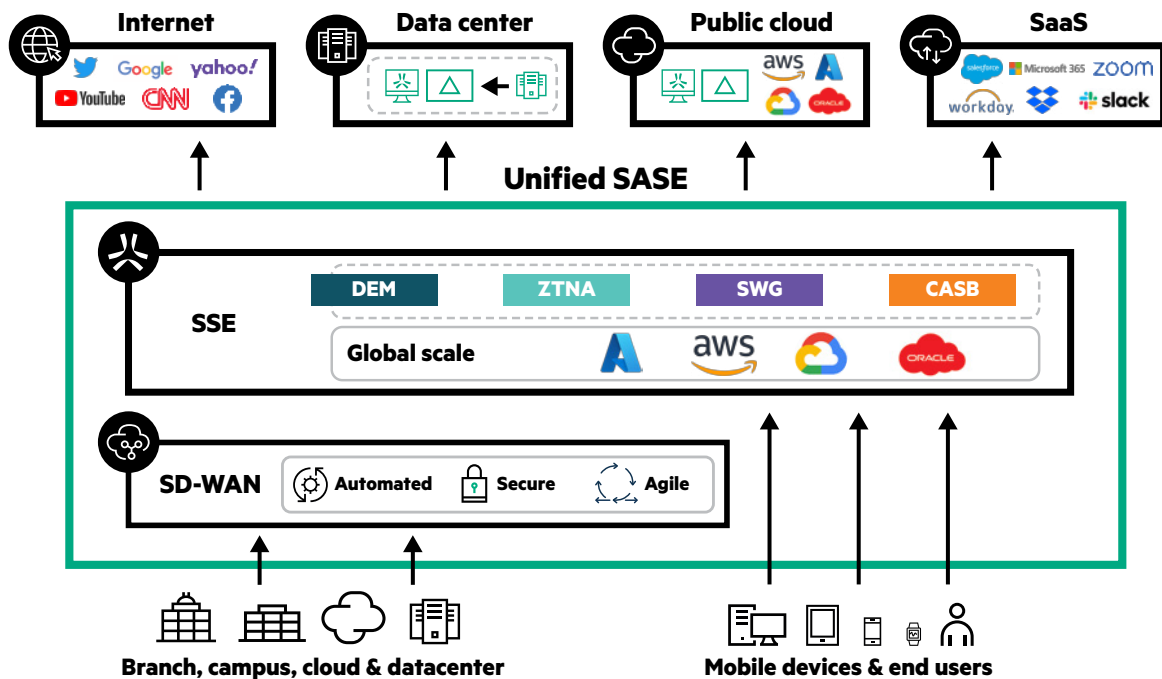 Internet
Data center
Public cloud
SaaS
Google
yahoo!
YouTube
CNN
aws
ORACLE
salesforce
Microsoft 365
zoom
workday.
slack
Unified SASE
SSE
DEM
ZTNA
SWG
CASB
Global scale
aws
ORACLE
SD-WAN
Automated
Secure
Agile
Branch, campus, cloud & datacenter
Mobile devices & end users